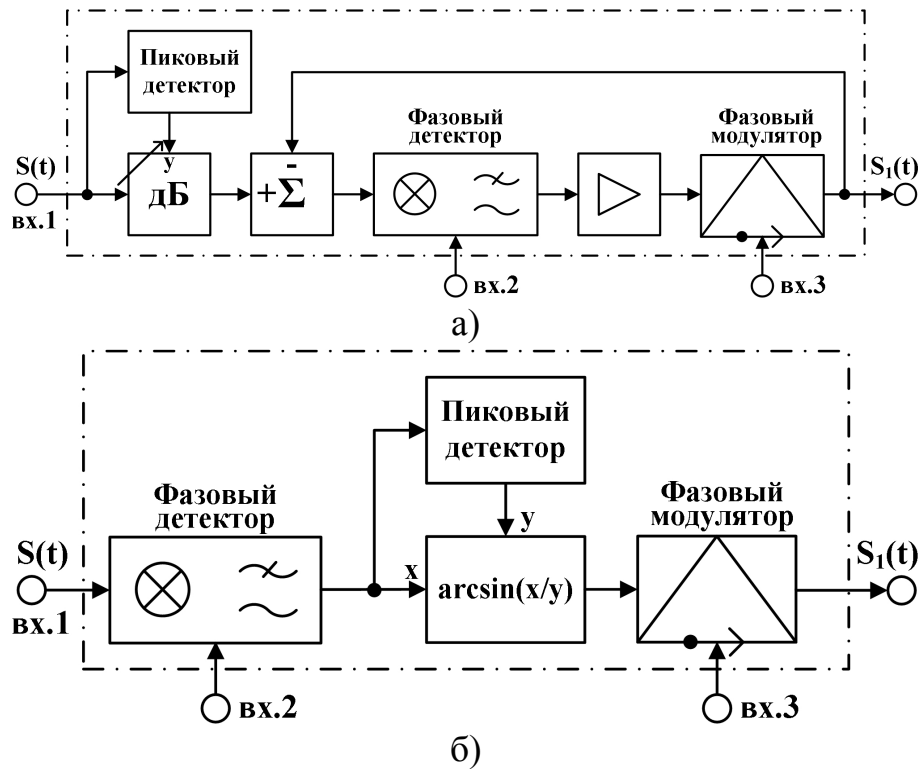 Пиковый
детектор
Фазовый
детектор
Фазовый
модулятор
S(t)
y
дБ
-
+Σ
S₁(t)
вх.1
вх.2
вх.3
а)
Пиковый
детектор
Фазовый
детектор
Фазовый
модулятор
y
S(t)
x
arcsin(x/y)
S₁(t)
вх.1
вх.2
вх.3
б)